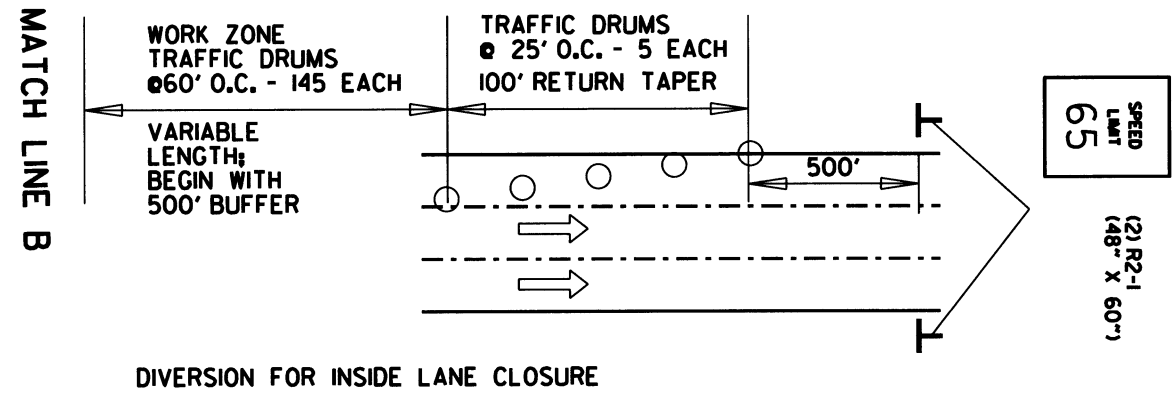 MATCH LINE B
WORK ZONE
TRAFFIC DRUMS
@60' O.C. - 145 EACH
VARIABLE
LENGTH;
BEGIN WITH
500' BUFFER
TRAFFIC DRUMS
@ 25' O.C. - 5 EACH
100' RETURN TAPER
500'
SPEED
LIMIT
65
(2) R2-1
(48" X 60")
DIVERSION FOR INSIDE LANE CLOSURE